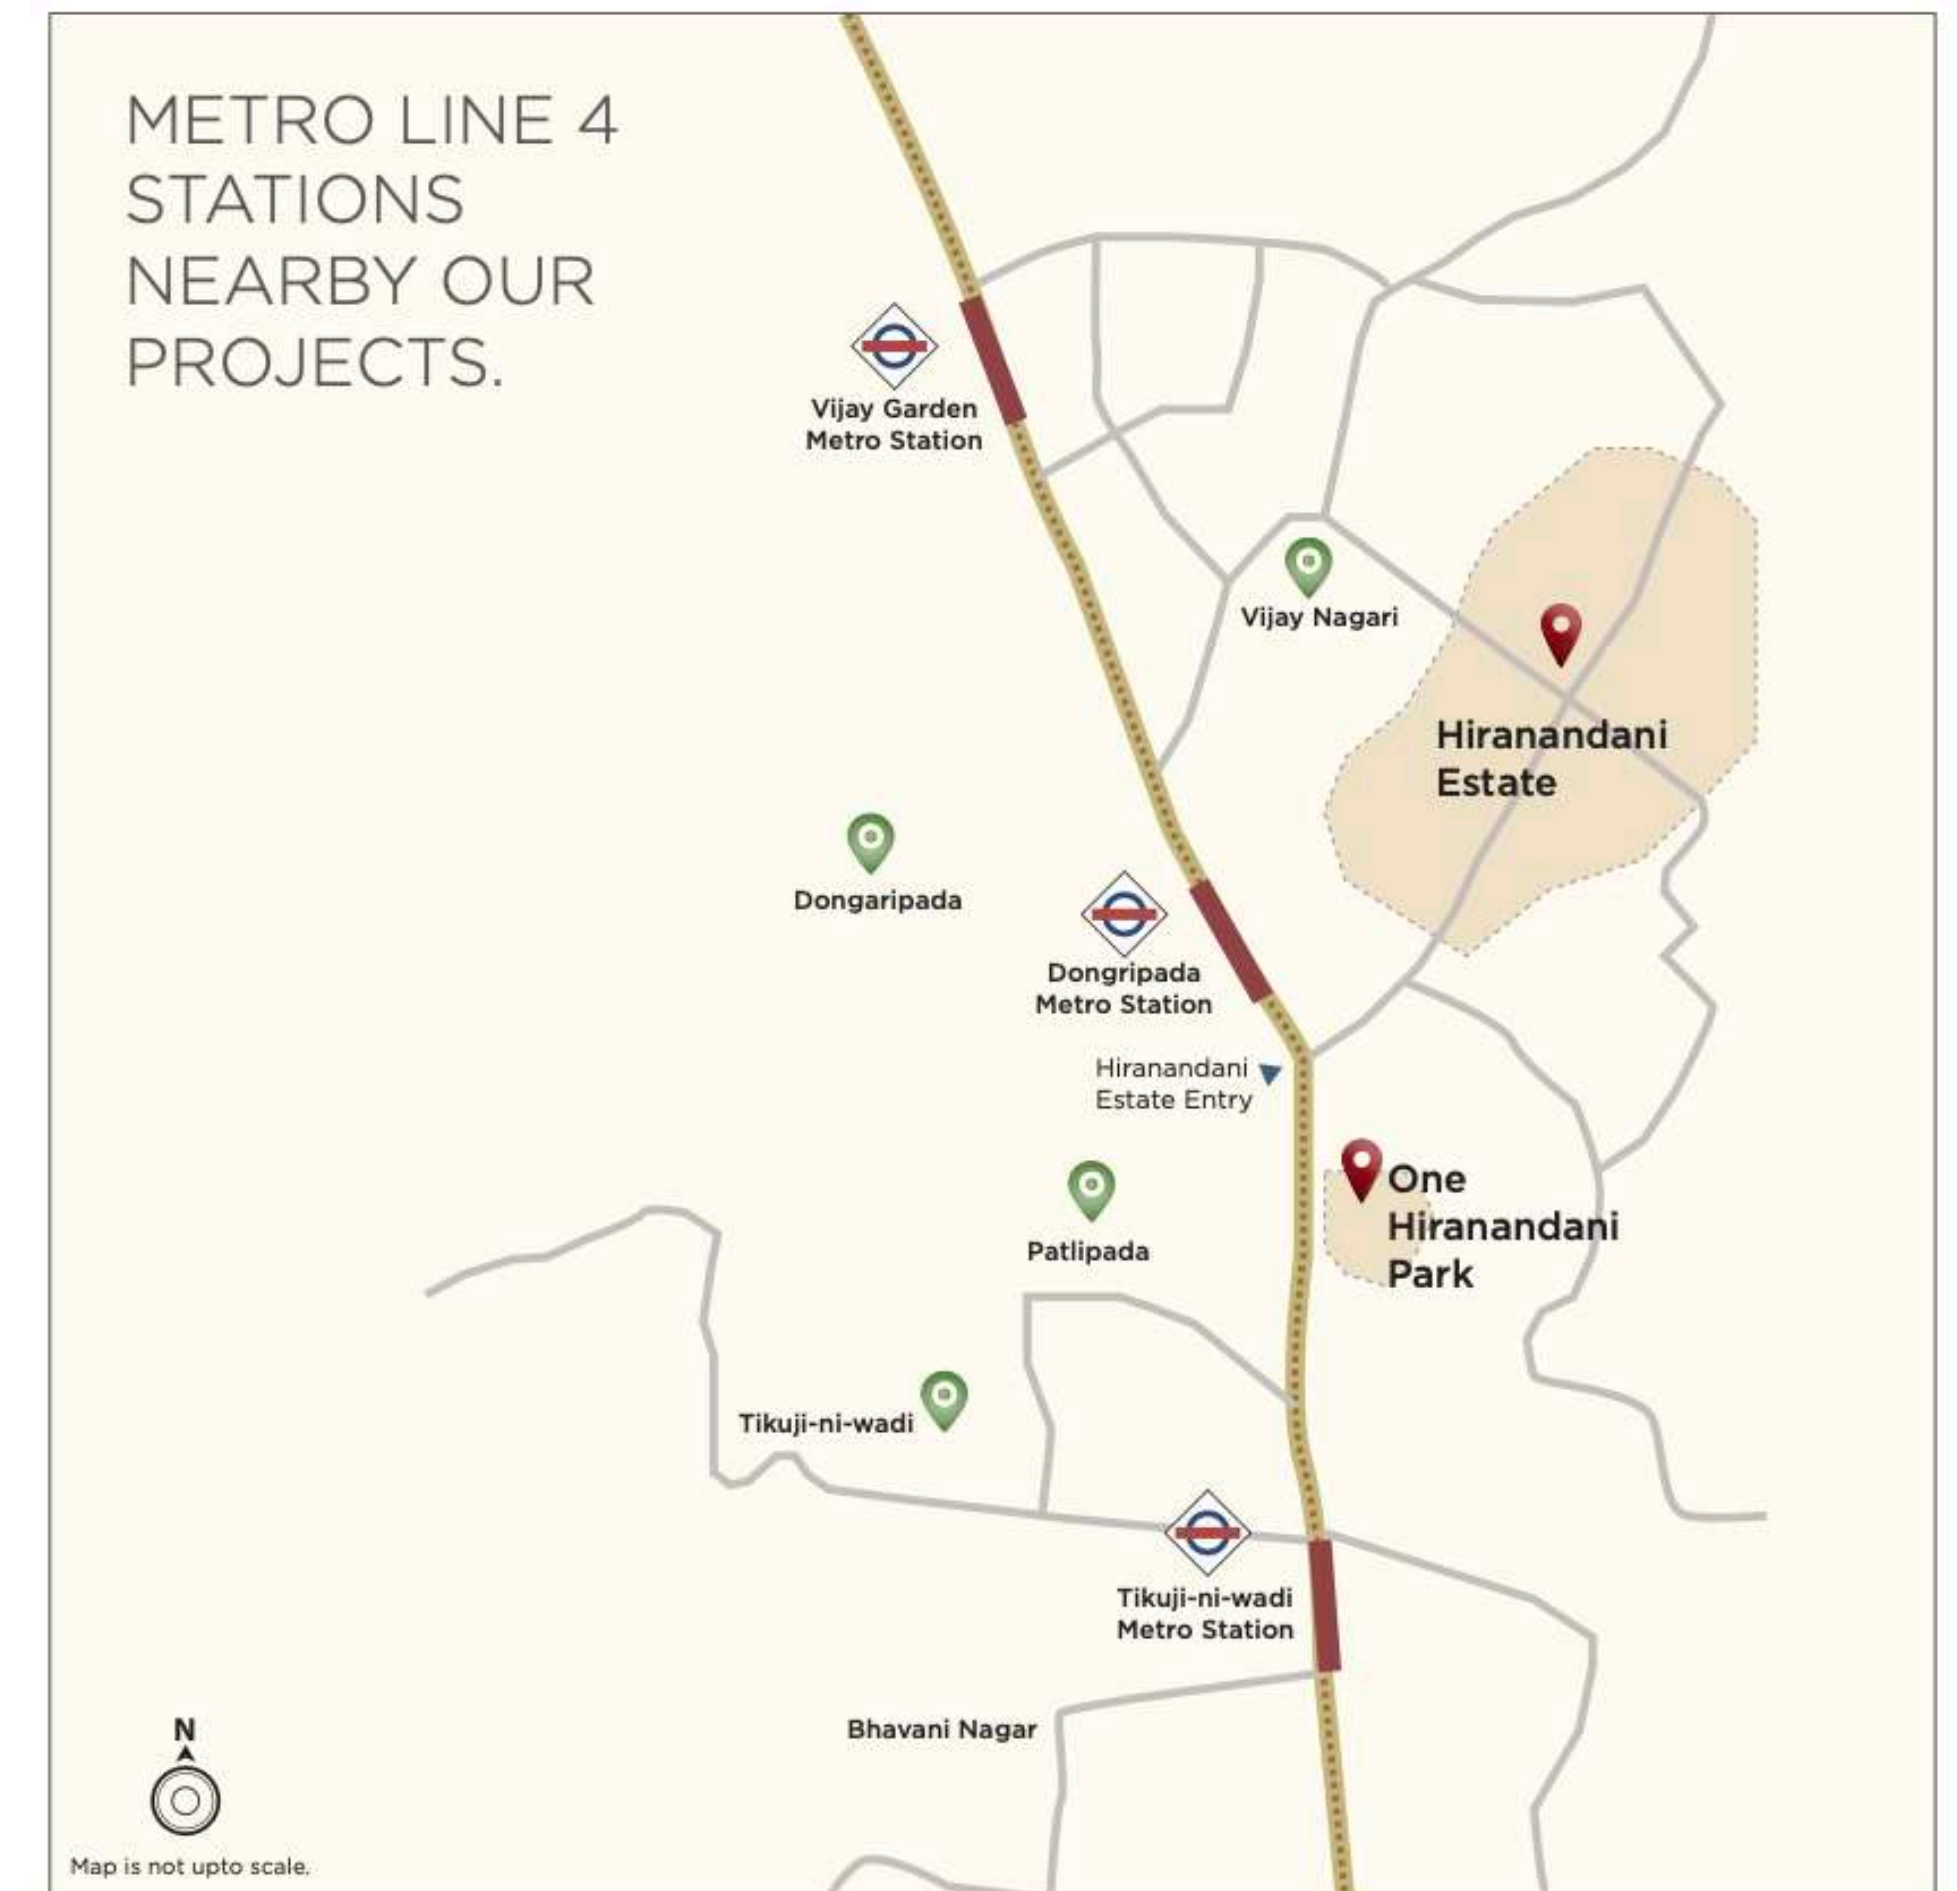 METRO LINE 4
STATIONS
NEARBY OUR
PROJECTS.
Vijay Garden
Metro Station
Vijay Nagari
Hiranandani
Estate
Dongaripada
Dongripada
Metro Station
Hiranandani
Estate Entry
One
Hiranandani
Park
Patlipada
Tikuji-ni-wadi
Tikuji-ni-wadi
Metro Station
Bhavani Nagar
N
Map is not upto scale.